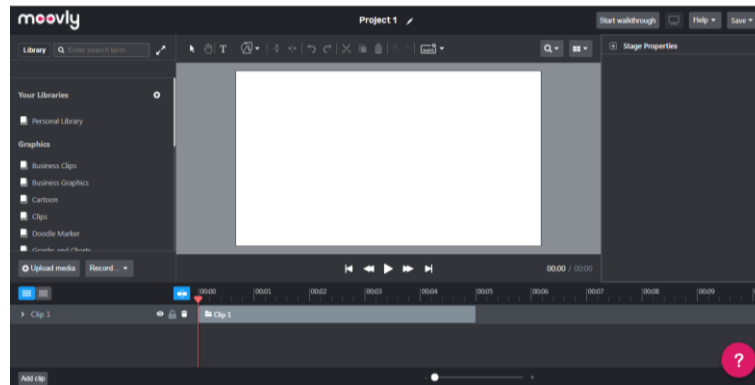 moovly
Project 1
Start walkthrough
Help
Save
Library
Enter search term...
T
Stage Properties
Your Libraries
Personal Library
Graphics
Business Clips
Business Graphics
Cartoon
Clips
Doodle Marker
Graphs and Charts
Upload media
Record...
00:00 / 00:00
00:00 00:01 00:02 00:03 00:04 00:05 00:06 00:07 00:08 00:09
Clip 1
Clip 1
Add clip
- +
?